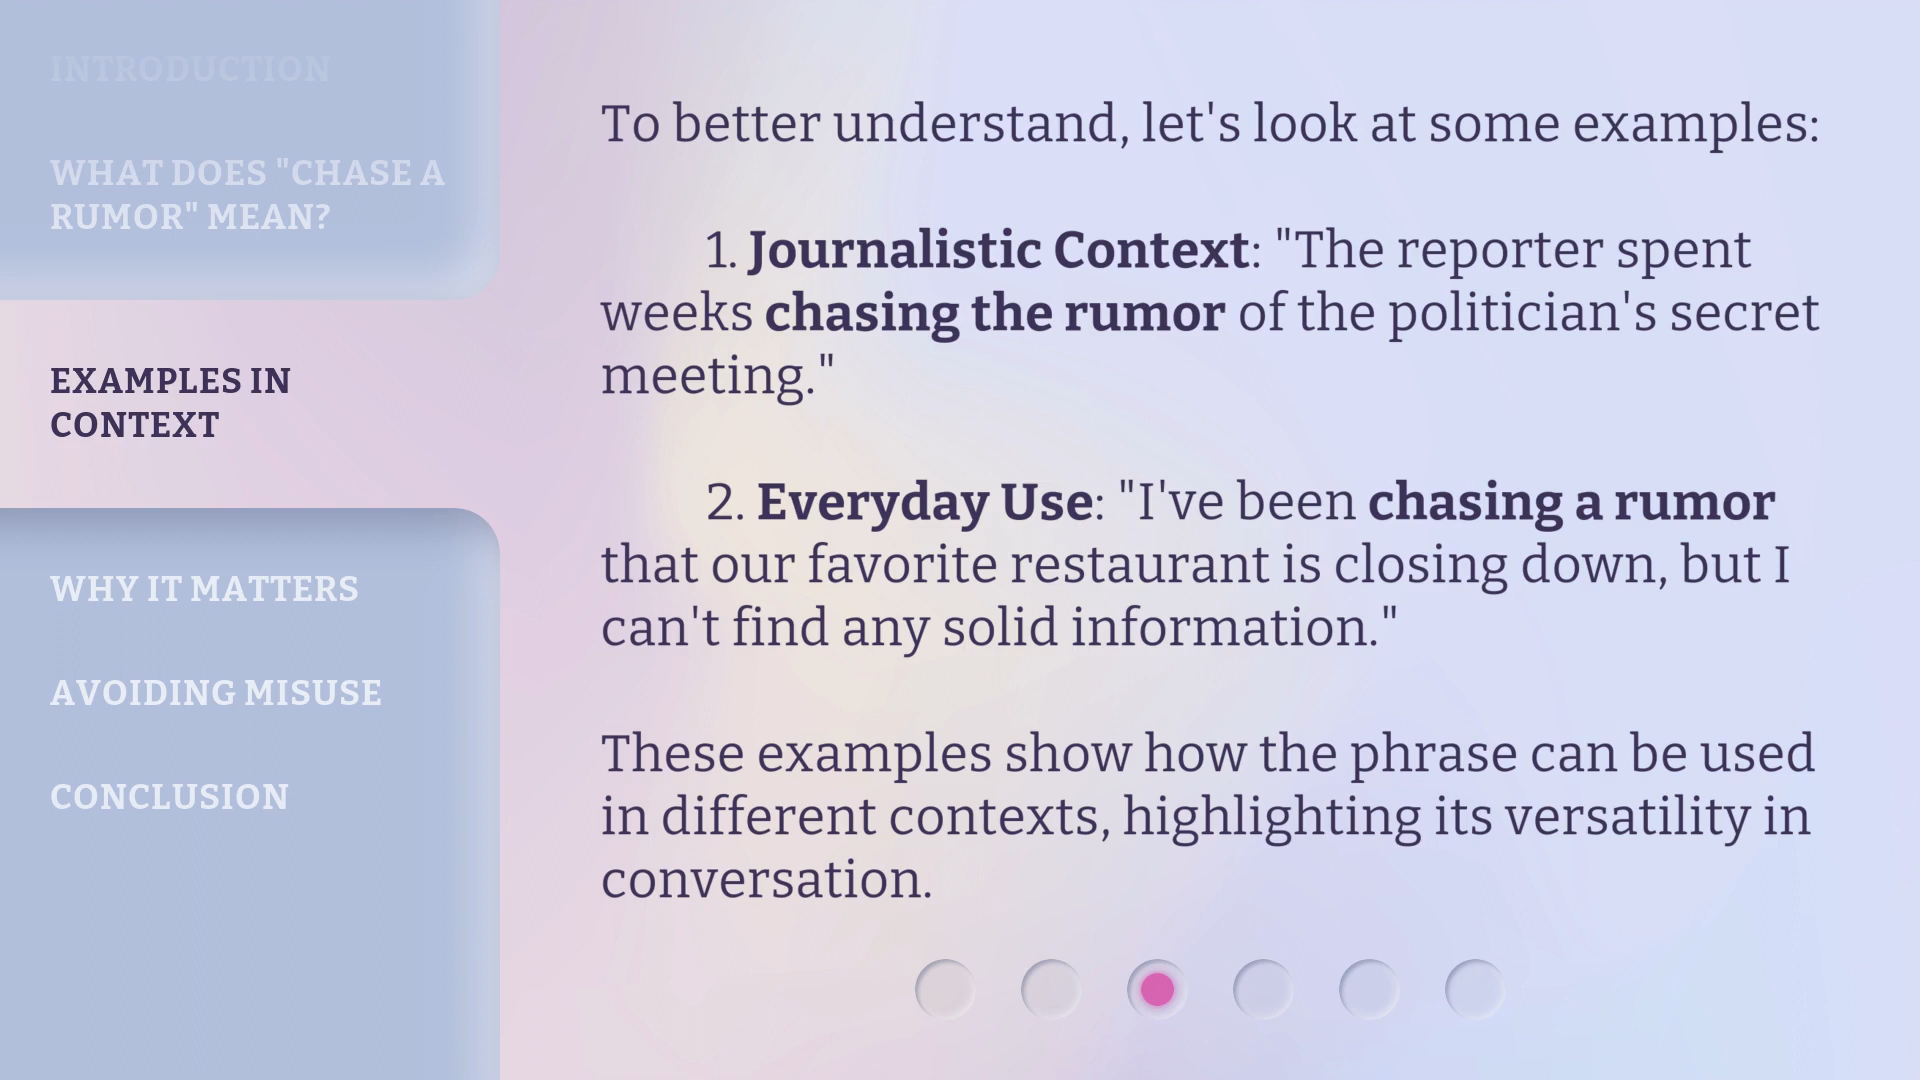 INTRODUCTION
WHAT DOES "CHASE A
RUMOR" MEAN?
EXAMPLES IN
CONTEXT
WHY IT MATTERS
AVOIDING MISUSE
CONCLUSION
To better understand, let's look at some examples:
1. Journalistic Context: "The reporter spent
weeks chasing the rumor of the politician's secret
meeting."
2. Everyday Use: "I've been chasing a rumor
that our favorite restaurant is closing down, but I
can't find any solid information."
These examples show how the phrase can be used
in different contexts, highlighting its versatility in
conversation.